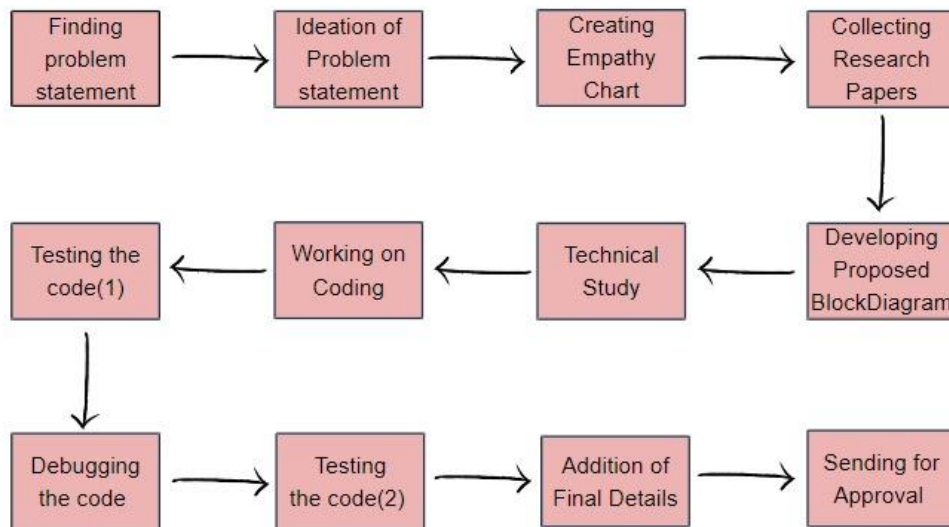 Finding
problem
statement
Ideation of
Problem
statement
Creating
Empathy
Chart
Collecting
Research
Papers
Developing
Proposed
BlockDiagram
Technical
Study
Working on
Coding
Testing the
code(1)
Debugging
the code
Testing
the code(2)
Addition of
Final Details
Sending for
Approval